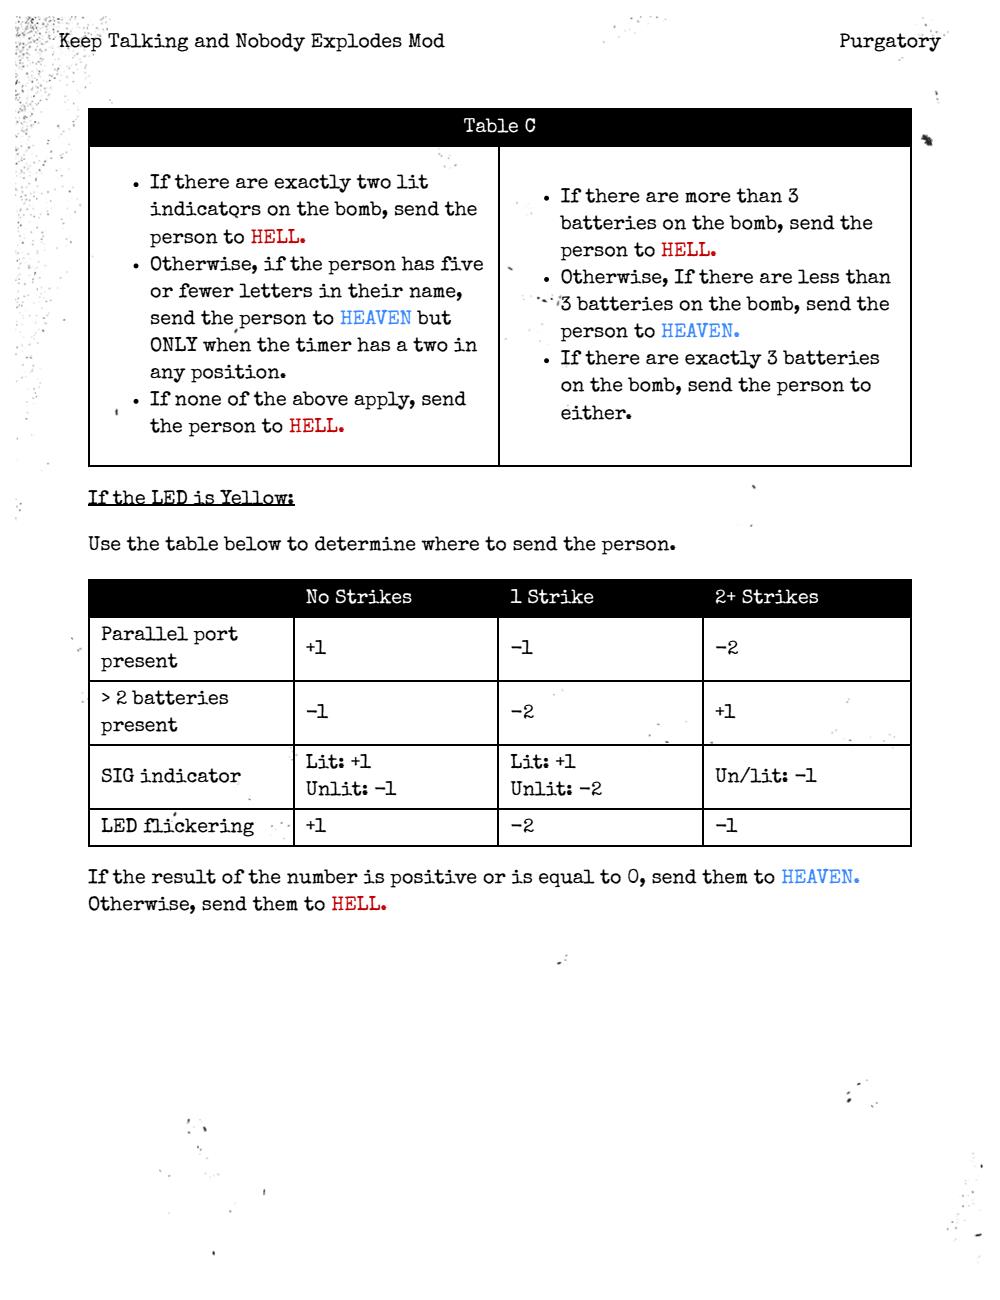 Keep Talking and Nobody Explodes Mod
Purgatory
Table C
• If there are exactly two lit
indicators on the bomb, send the
person to HELL.
• Otherwise, if the person has five
or fewer letters in their name,
send the person to HEAVEN but
ONLY when the timer has a two in
any position.
• If none of the above apply, send
the person to HELL.
• If there are more than 3
batteries on the bomb, send the
person to HELL.
• Otherwise, If there are less than
3 batteries on the bomb, send the
person to HEAVEN.
• If there are exactly 3 batteries
on the bomb, send the person to
either.
If the LED is Yellow:
Use the table below to determine where to send the person.
No Strikes 1 Strike 2+ Strikes
Parallel port
present
+1 -1 -2
> 2 batteries
present
-1 -2 +1
SIG indicator
Lit: +1
Unlit: -1
Lit: +1
Unlit: -2
Un/lit: -1
LED flickering +1 -2 -1
If the result of the number is positive or is equal to 0, send them to HEAVEN.
Otherwise, send them to HELL.